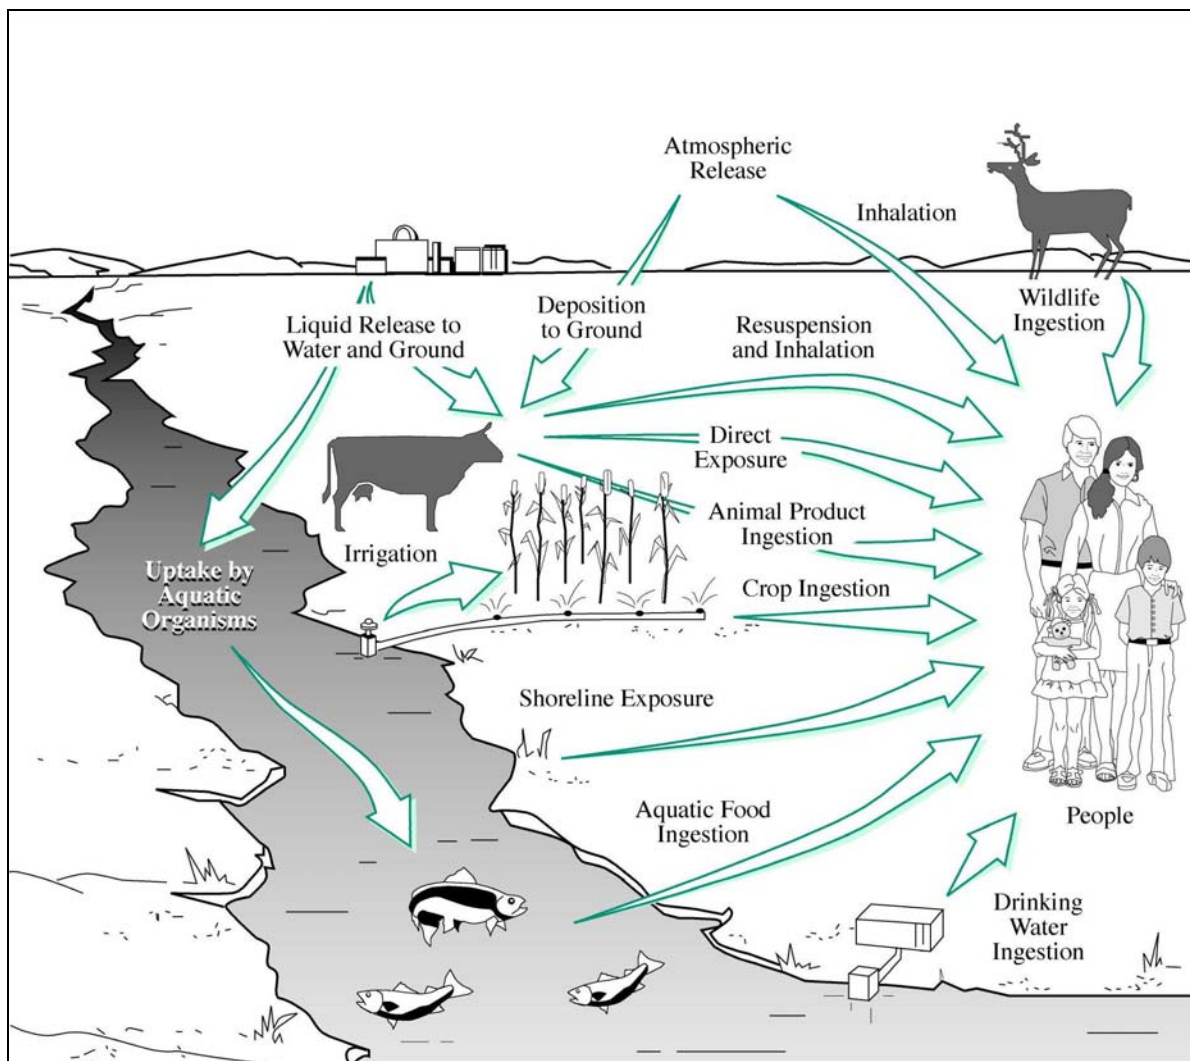 Atmospheric
Release
Inhalation
Wildlife
Ingestion
Deposition
to Ground
Liquid Release to
Water and Ground
Resuspension
and Inhalation
Direct
Exposure
Animal Product
Ingestion
Irrigation
Crop Ingestion
Uptake by
Aquatic
Organisms
Shoreline Exposure
Aquatic Food
Ingestion
People
Drinking
Water
Ingestion